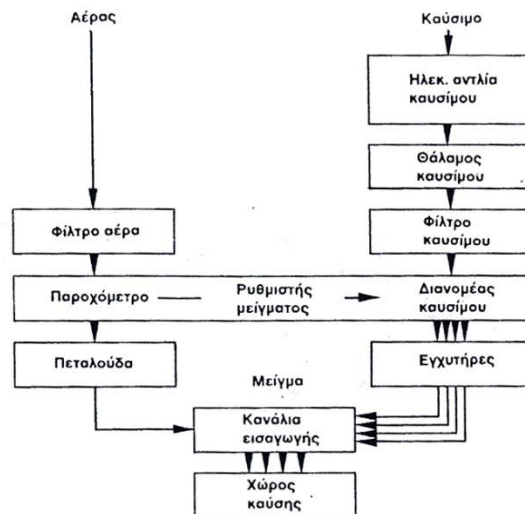 Αέρας
Καύσιμο
Ηλεκ. αντλία
καυσίμου
Θάλαμος
καυσίμου
Φίλτρο αέρα
Φίλτρο
καυσίμου
Παροχόμετρο
Ρυθμιστής
μείγματος
Διανομέας
καυσίμου
Πεταλούδα
Εγχυτήρες
Μείγμα
Κανάλια
εισαγωγής
Χώρος
καύσης